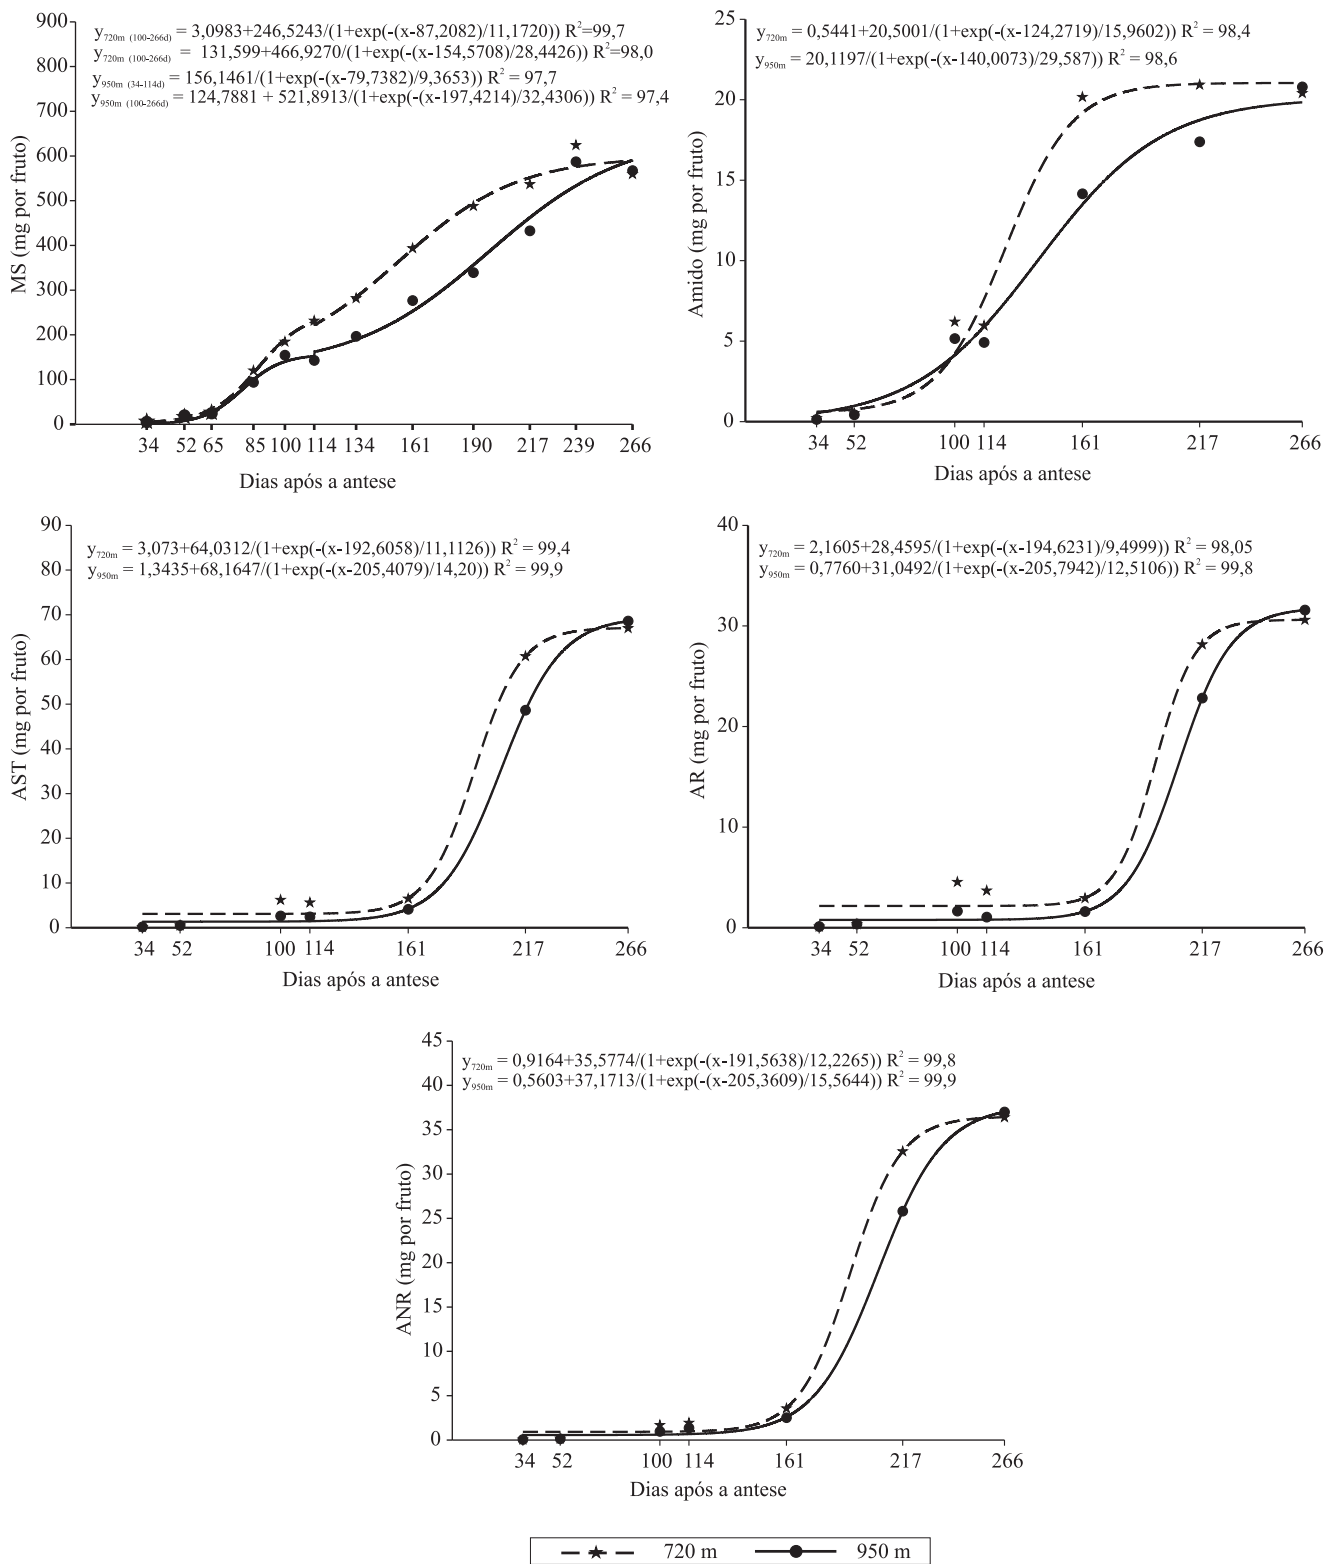 y720m (100-266d) = 3,0983+246,5243/(1+exp(-(x-87,2082)/11,1720)) R²=99,7
y720m (100-266d) = 131,599+466,9270/(1+exp(-(x-154,5708)/28,4426)) R²=98,0
y950m (34-114d) = 156,1461/(1+exp(-(x-79,7382)/9,3653)) R² = 97,7
y950m (100-266d) = 124,7881 + 521,8913/(1+exp(-(x-197,4214)/32,4306)) R² = 97,4
MS (mg por fruto)
900
800
700
600
500
400
300
200
100
0
34 52 65 85 100 114 134 161 190 217 239 266
Dias após a antese
y720m = 0,5441+20,5001/(1+exp(-(x-124,2719)/15,9602)) R² = 98,4
y950m = 20,1197/(1+exp(-(x-140,0073)/29,587)) R² = 98,6
Amido (mg por fruto)
25
20
15
10
5
0
34 52 100 114 161 217 266
Dias após a antese
y720m = 3,073+64,0312/(1+exp(-(x-192,6058)/11,1126)) R² = 99,4
y950m = 1,3435+68,1647/(1+exp(-(x-205,4079)/14,20)) R² = 99,9
AST (mg por fruto)
90
80
70
60
50
40
30
20
10
0
34 52 100 114 161 217 266
Dias após a antese
y720m = 2,1605+28,4595/(1+exp(-(x-194,6231)/9,4999)) R² = 98,05
y950m = 0,7760+31,0492/(1+exp(-(x-205,7942)/12,5106)) R² = 99,8
AR (mg por fruto)
40
30
20
10
0
34 52 100 114 161 217 266
Dias após a antese
y720m = 0,9164+35,5774/(1+exp(-(x-191,5638)/12,2265)) R² = 99,8
y950m = 0,5603+37,1713/(1+exp(-(x-205,3609)/15,5644)) R² = 99,9
ANR (mg por fruto)
45
40
35
30
25
20
15
10
5
0
34 52 100 114 161 217 266
Dias após a antese
720 m 950 m